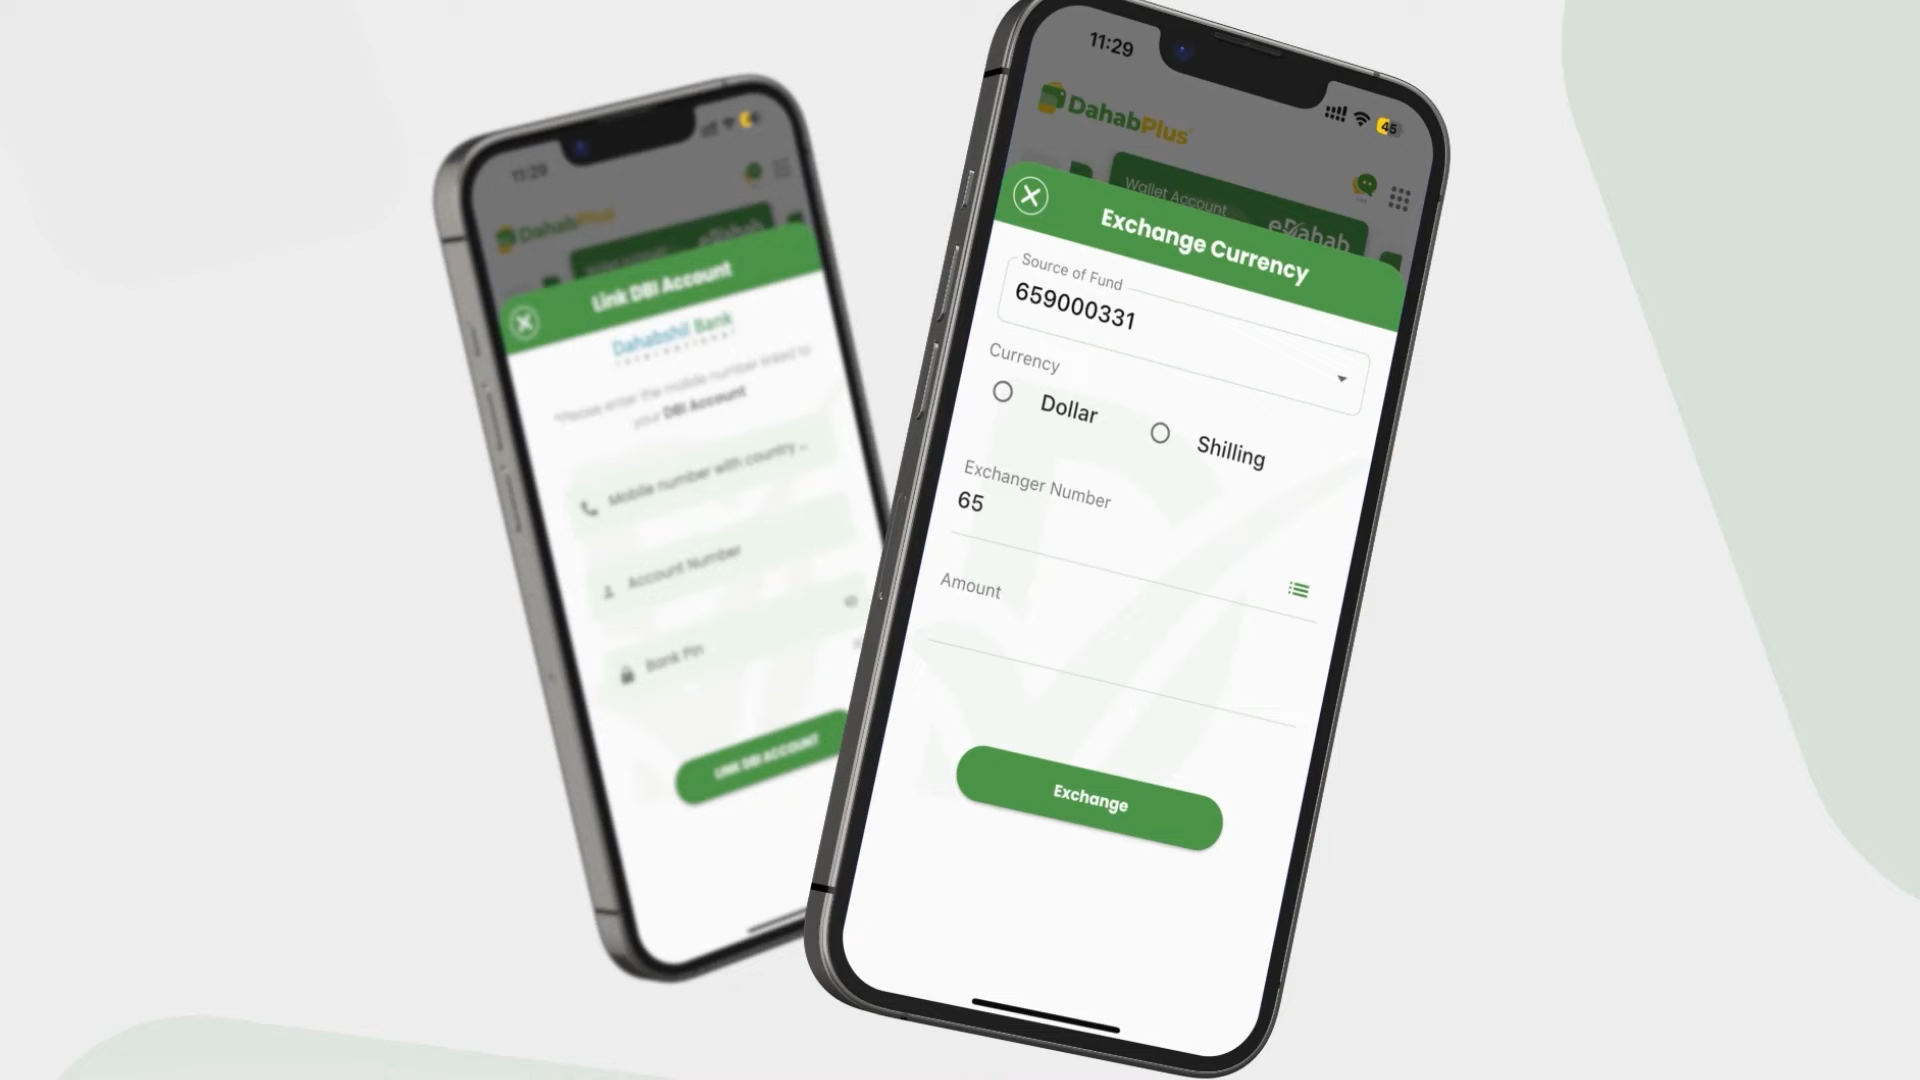 11:29
DahabPlus
Link DBI Account
Dahabshil Bank
INTERNATIONAL
*Please enter the mobile number linked to
your DBI Account
Mobile number with country ...
Account Number
Bank Pin
LINK DBI ACCOUNT
11:29
45
DahabPlus
Wallet Account
eDahab
Exchange Currency
Source of Fund
659000331
Currency
Dollar
Shilling
Exchanger Number
65
Amount
Exchange